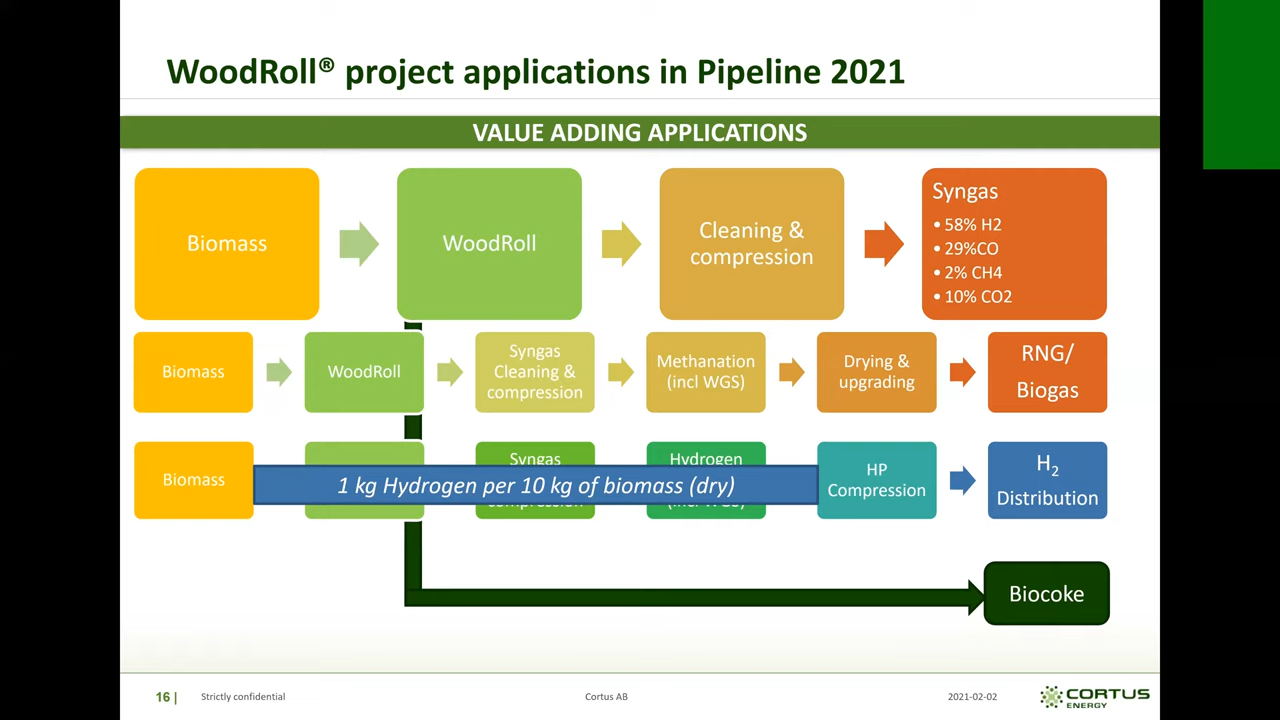 WoodRoll® project applications in Pipeline 2021
VALUE ADDING APPLICATIONS
Biomass
WoodRoll
Cleaning &
compression
Syngas
• 58% H2
• 29%CO
• 2% CH4
• 10% CO2
Biomass
WoodRoll
Syngas
Cleaning &
compression
Methanation
(incl WGS)
Drying &
upgrading
RNG/
Biogas
Biomass
Syngas
compression
Hydrogen
(incl WGS)
1 kg Hydrogen per 10 kg of biomass (dry)
HP
Compression
H2
Distribution
Biocoke
16 |
Strictly confidential
Cortus AB
2021-02-02
CORTUS
ENERGY